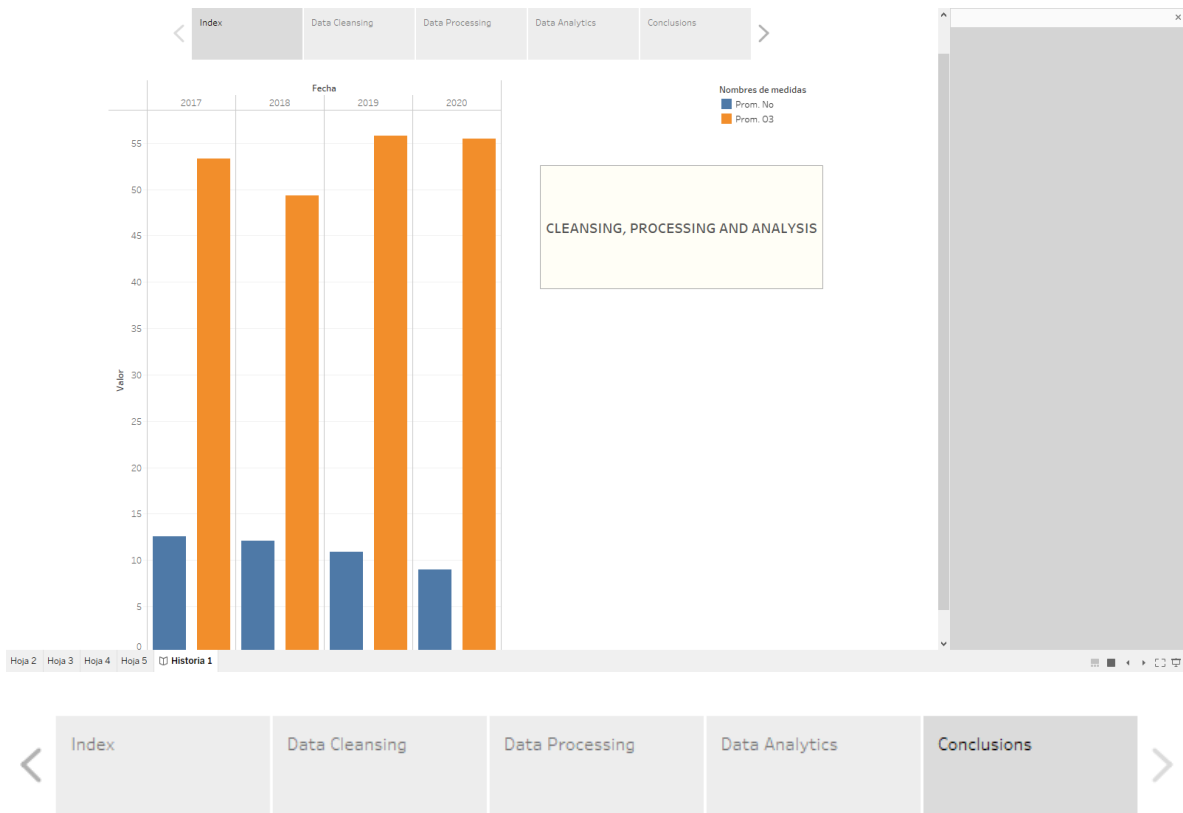 Index Data Cleansing Data Processing Data Analytics Conclusions
Fecha
2017 2018 2019 2020
Nombres de medidas
Prom. No
Prom. O3
55
50
45
40
35
30
25
20
15
10
5
0
Valor
CLEANSING, PROCESSING AND ANALYSIS
Hoja 2 Hoja 3 Hoja 4 Hoja 5 Historia 1
Index Data Cleansing Data Processing Data Analytics Conclusions